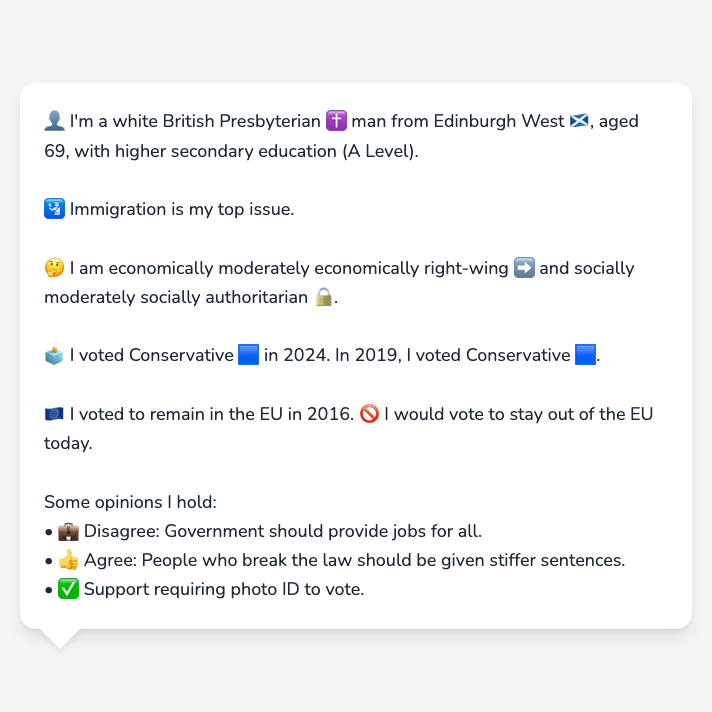 👤 I'm a white British Presbyterian ✝️ man from Edinburgh West 🏴󠁧󠁢󠁳󠁣󠁴󠁿, aged
69, with higher secondary education (A Level).
🛂 Immigration is my top issue.
🤔 I am economically moderately economically right-wing ➡️ and socially
moderately socially authoritarian 🔒.
🗳️ I voted Conservative 🟦 in 2024. In 2019, I voted Conservative 🟦.
🇪🇺 I voted to remain in the EU in 2016. 🚫 I would vote to stay out of the EU
today.
Some opinions I hold:
• 💼 Disagree: Government should provide jobs for all.
• 👍 Agree: People who break the law should be given stiffer sentences.
• ✅ Support requiring photo ID to vote.